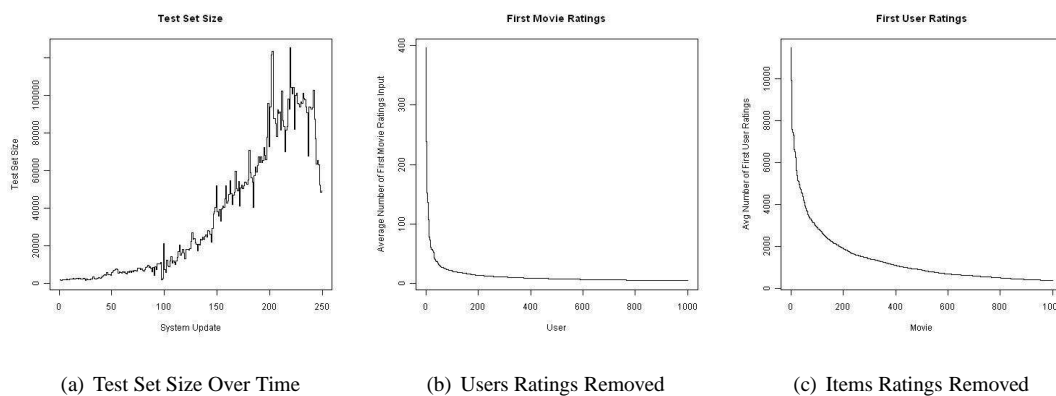 Test Set Size
Test Set Size
0 20000 40000 60000 80000 100000
0 50 100 150 200 250
System Update
(a) Test Set Size Over Time
First Movie Ratings
Average Number of First Movie Ratings Input
0 100 200 300 400
0 200 400 600 800 1000
User
(b) Users Ratings Removed
First User Ratings
Avg Number of First User Ratings
0 2000 4000 6000 8000 10000
0 200 400 600 800 1000
Movie
(c) Items Ratings Removed